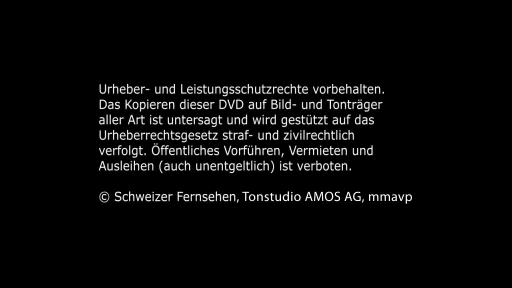 Urheber- und Leistungsschutzrechte vorbehalten.
Das Kopieren dieser DVD auf Bild- und Tonträger
aller Art ist untersagt und wird gestützt auf das
Urheberrechtsgesetz straf- und zivilrechtlich
verfolgt. Öffentliches Vorführen, Vermieten und
Ausleihen (auch unentgeltlich) ist verboten.
© Schweizer Fernsehen, Tonstudio AMOS AG, mmavp